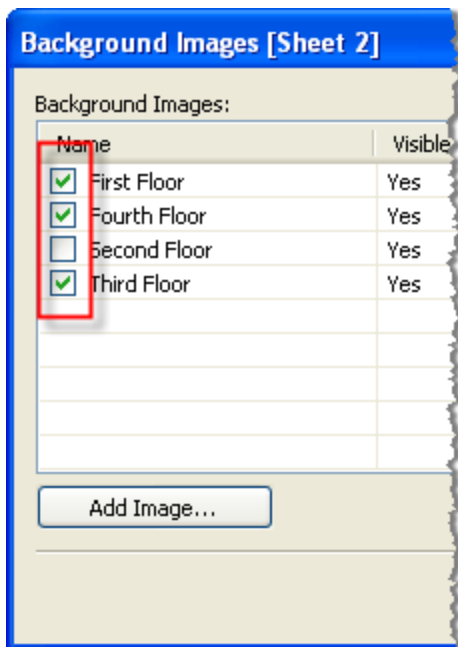 Background Images [Sheet 2]
Background Images:
Name Visible
First Floor Yes
Fourth Floor Yes
Second Floor Yes
Third Floor Yes
Add Image...